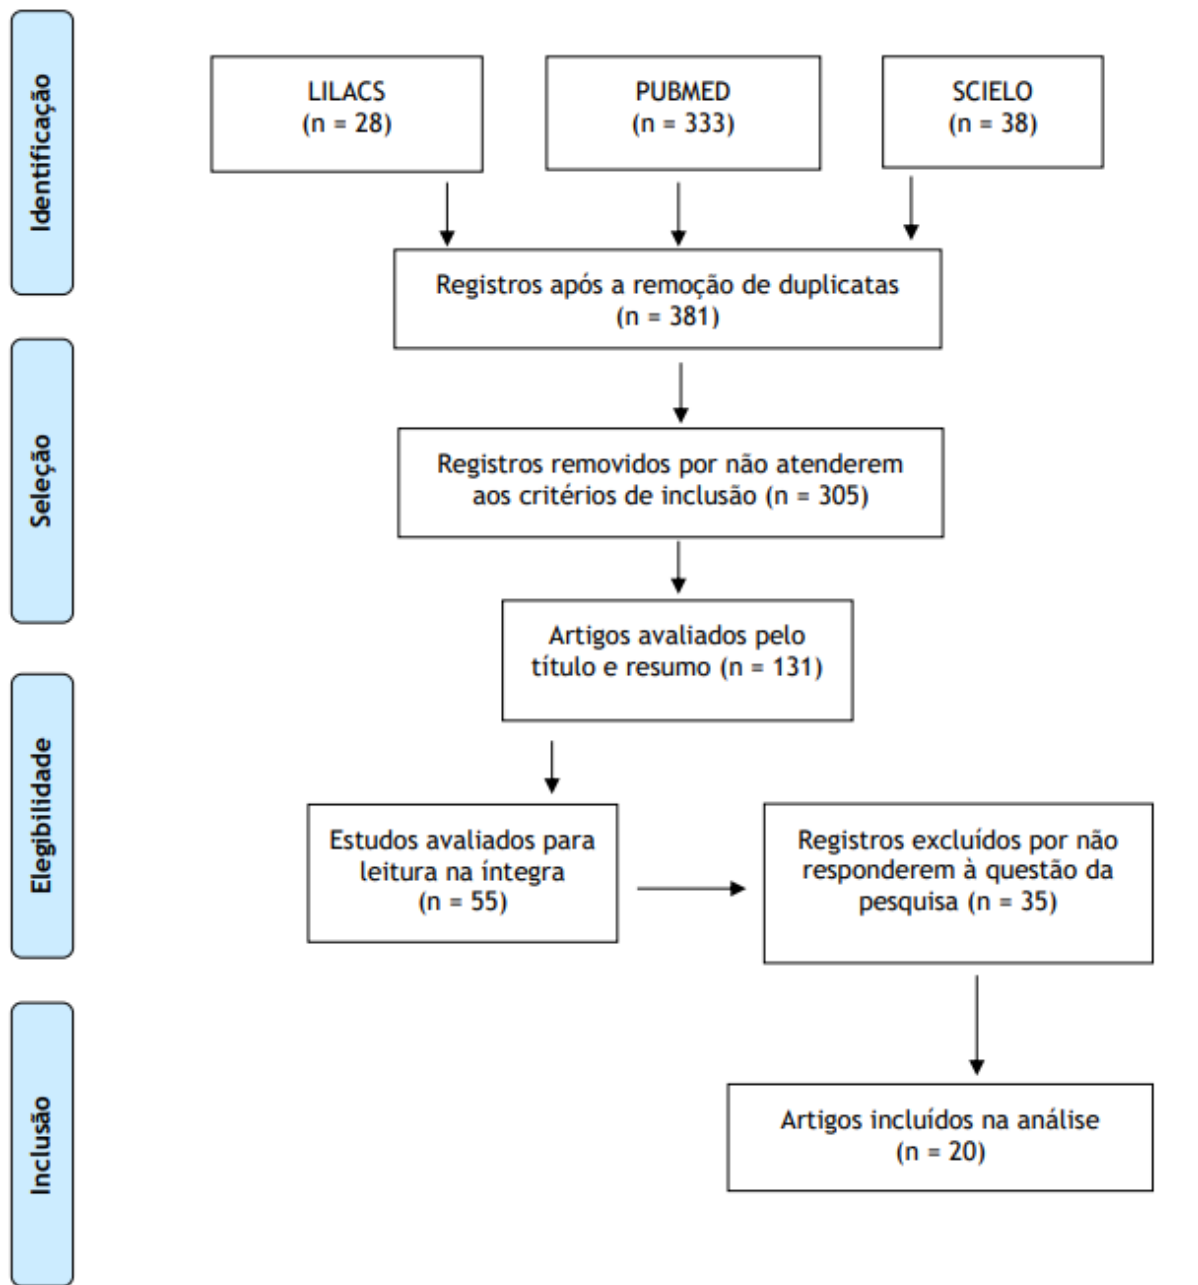 Identificação
LILACS
(n = 28)
PUBMED
(n = 333)
SCIELO
(n = 38)
Registros após a remoção de duplicatas
(n = 381)
Seleção
Registros removidos por não atenderem
aos critérios de inclusão (n = 305)
Artigos avaliados pelo
título e resumo (n = 131)
Elegibilidade
Estudos avaliados para
leitura na íntegra
(n = 55)
Registros excluídos por não
responderem à questão da
pesquisa (n = 35)
Inclusão
Artigos incluídos na análise
(n = 20)